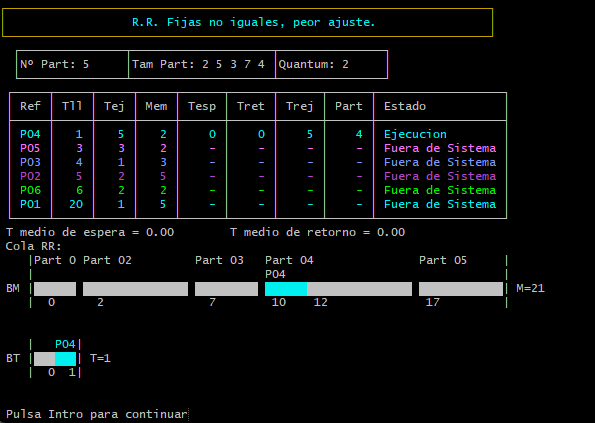 R.R. Fijas no iguales, peor ajuste.
Nº Part: 5 Tam Part: 2 5 3 7 4 Quantum: 2
Ref Tll Tej Mem Tesp Tret Trej Part Estado
P04 1 5 2 0 0 5 4 Ejecucion
P05 3 3 2 - - - - Fuera de Sistema
P03 4 1 3 - - - - Fuera de Sistema
P02 5 2 5 - - - - Fuera de Sistema
P06 6 2 2 - - - - Fuera de Sistema
P01 20 1 5 - - - - Fuera de Sistema
T medio de espera = 0.00 T medio de retorno = 0.00
Cola RR:
|Part 0 Part 02 Part 03 Part 04 Part 05 |
| P04 |
BM | | M=21
| 0 2 7 10 12 17 |
| P04|
BT | | T=1
| 0 1|
Pulsa Intro para continuar